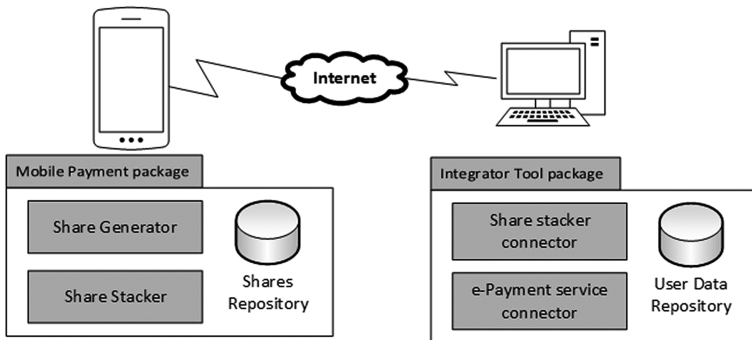 Internet
Mobile Payment package
Share Generator
Share Stacker
Shares
Repository
Integrator Tool package
Share stacker
connector
e-Payment service
connector
User Data
Repository